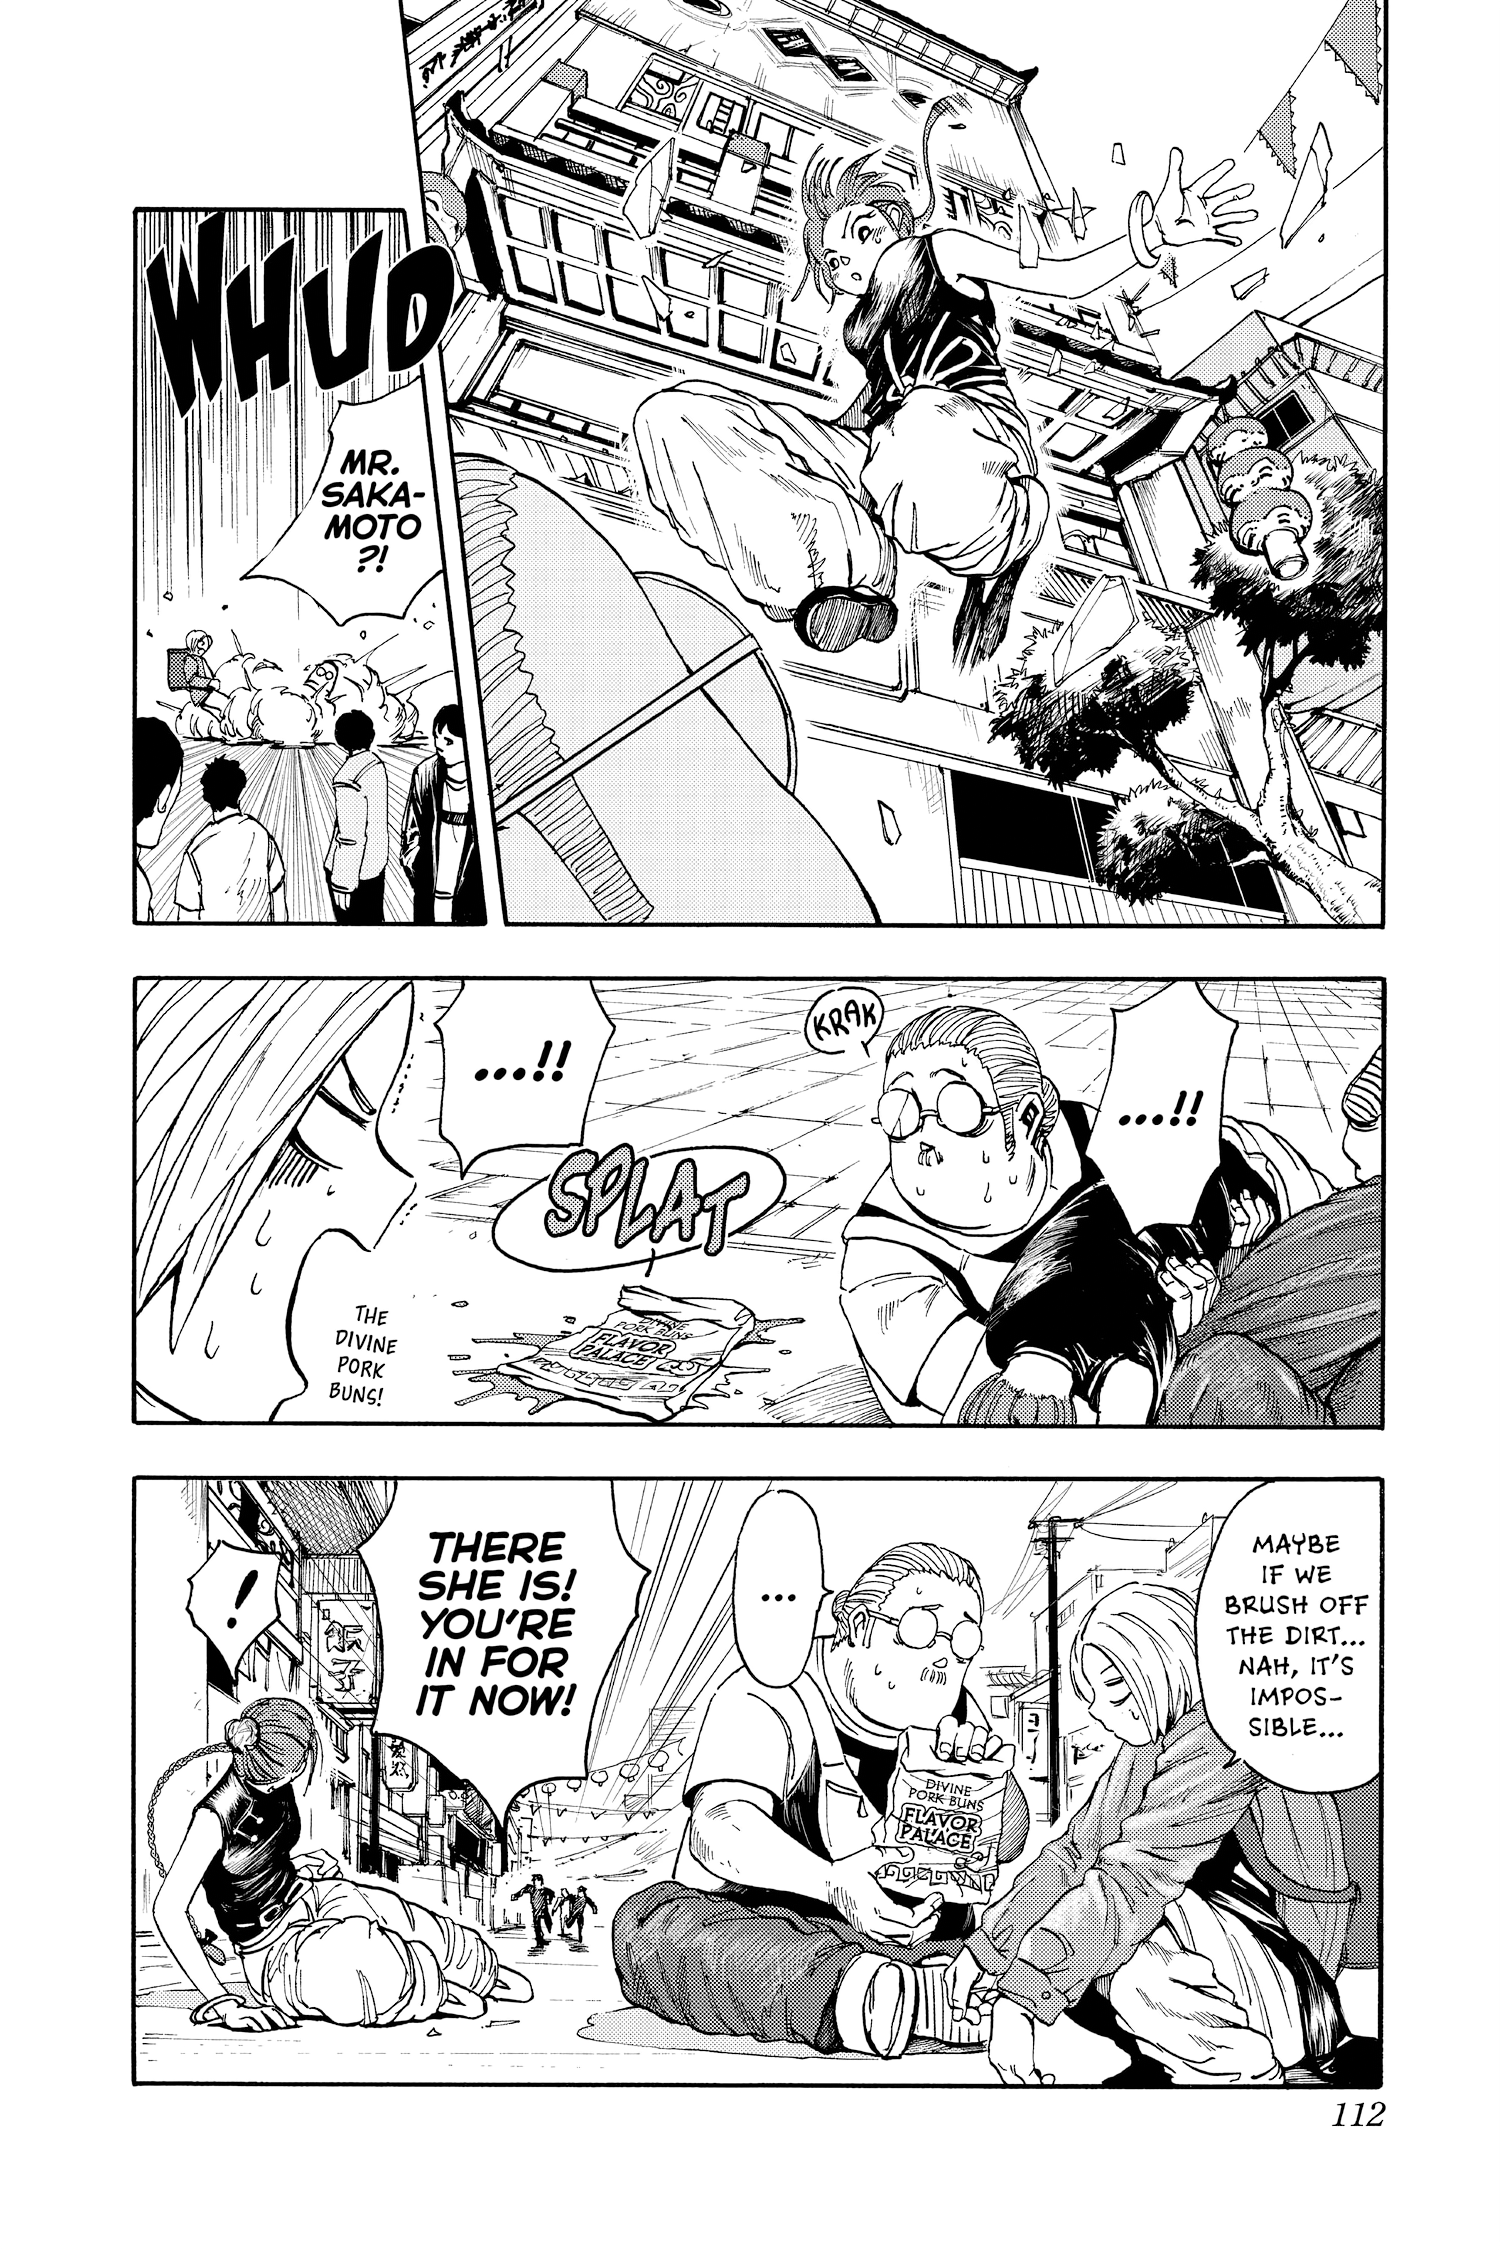 WHUD
MR.
SAKA-
MOTO
?!
...!!
KRAK
...!!
SPLAT
THE
DIVINE
PORK
BUNS!
DIVINE
PORK BUNS
FLAVOR
PALACE
MAYBE
IF WE
BRUSH OFF
THE DIRT...
NAH, IT'S
IMPOS-
SIBLE...
...
DIVINE
PORK BUNS
FLAVOR
PALACE
THERE
SHE IS!
YOU'RE
IN FOR
IT NOW!
!
112